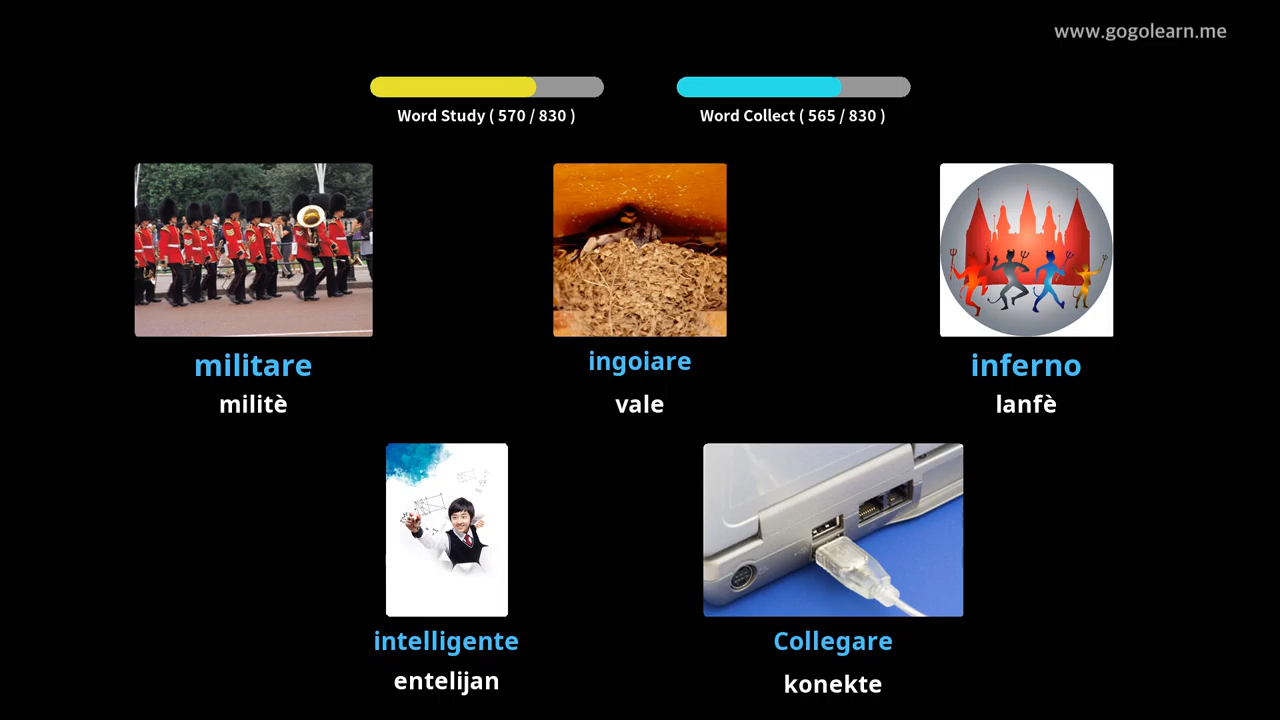 www.gogolearn.me
Word Study ( 570 / 830 )
Word Collect ( 565 / 830 )
militare
militè
ingoiare
vale
inferno
lanfè
intelligente
entelijan
Collegare
konekte